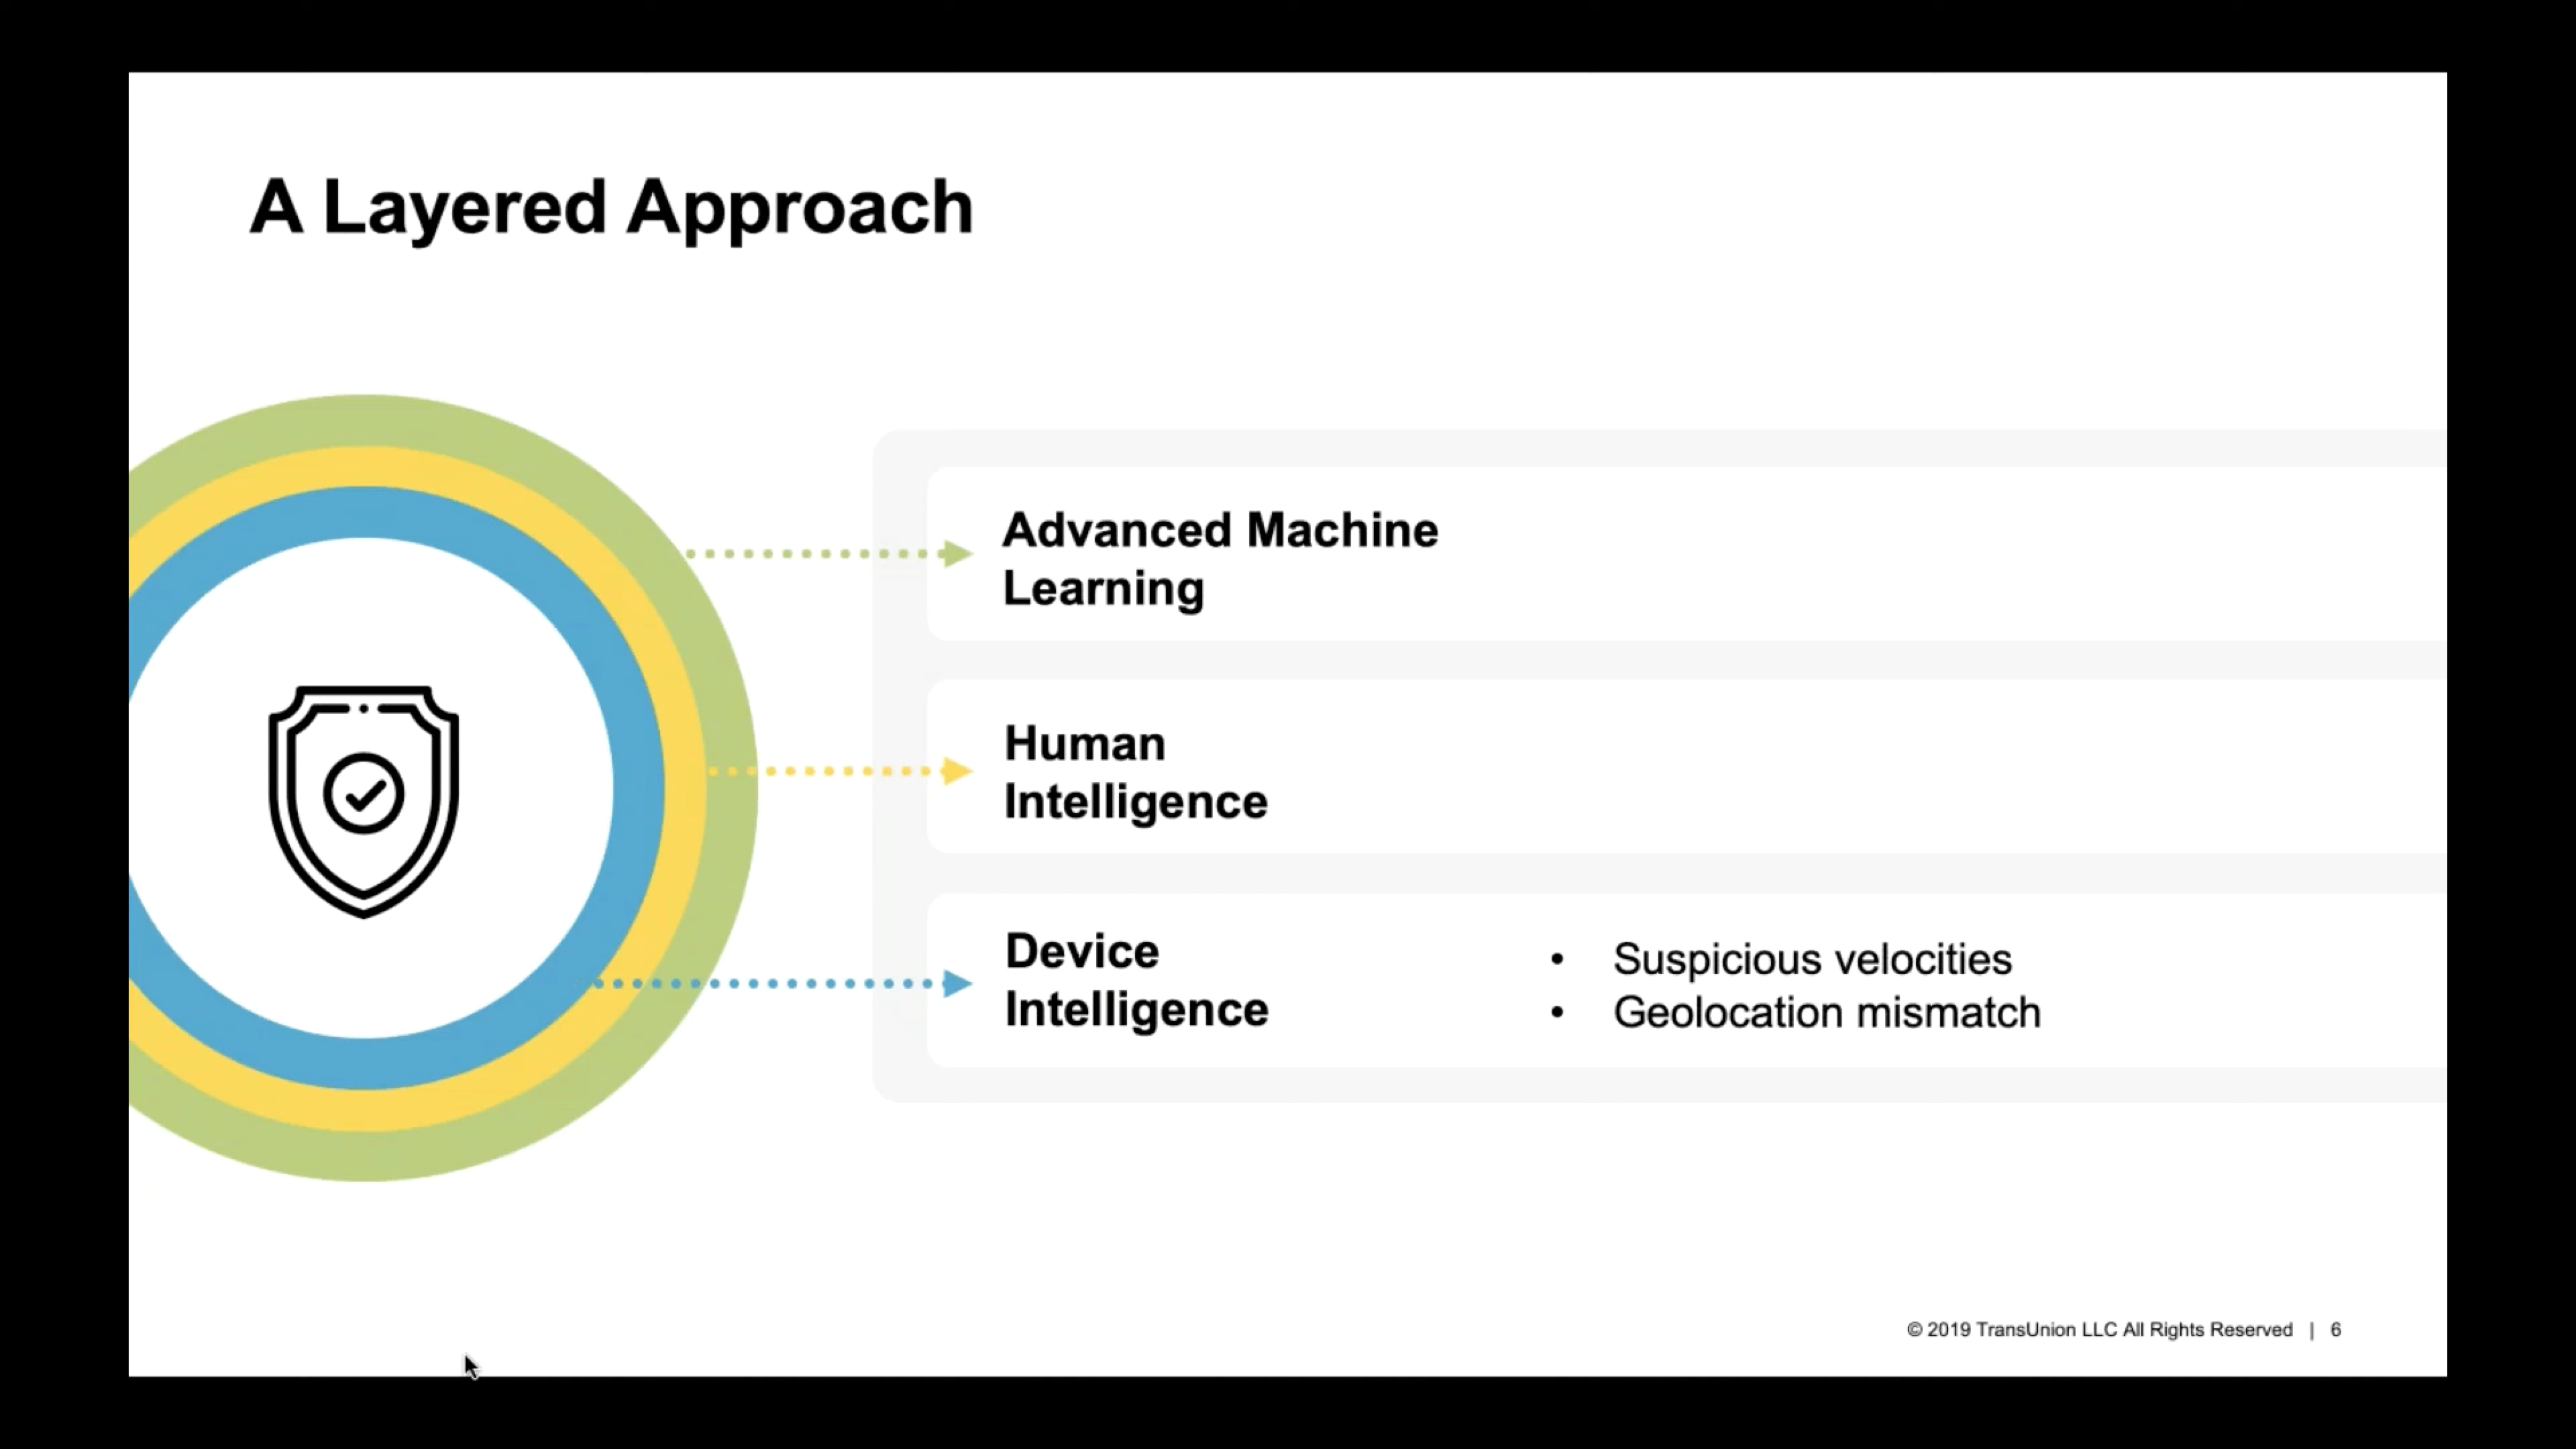 A Layered Approach
Advanced Machine
Learning
Human
Intelligence
Device
Intelligence
• Suspicious velocities
• Geolocation mismatch
© 2019 TransUnion LLC All Rights Reserved | 6